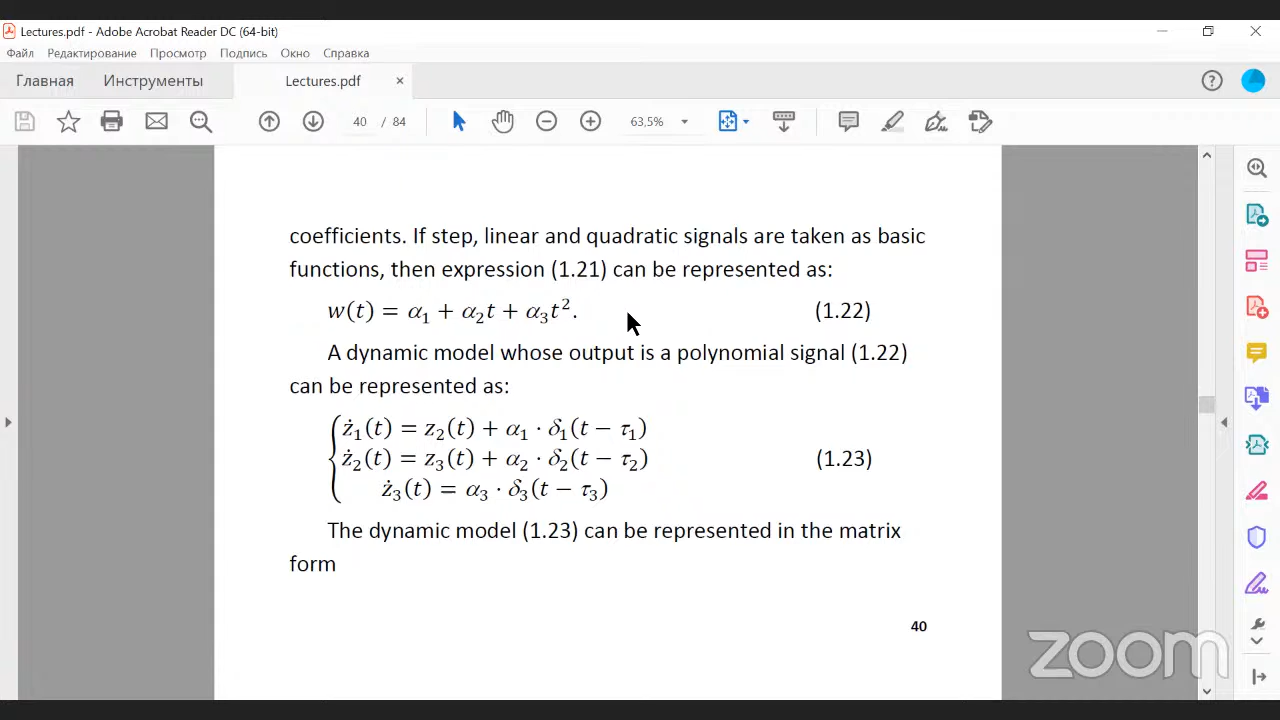 Lectures.pdf - Adobe Acrobat Reader DC (64-bit)
Файл Редактирование Просмотр Подпись Окно Справка
Главная Инструменты Lectures.pdf ×
40 / 84 63,5%
coefficients. If step, linear and quadratic signals are taken as basic
functions, then expression (1.21) can be represented as:
w(t) = α₁ + α₂t + α₃t². (1.22)
A dynamic model whose output is a polynomial signal (1.22)
can be represented as:
ż₁(t) = z₂(t) + α₁ · δ₁(t − τ₁)
ż₂(t) = z₃(t) + α₂ · δ₂(t − τ₂) (1.23)
ż₃(t) = α₃ · δ₃(t − τ₃)
The dynamic model (1.23) can be represented in the matrix
form
40
zoom